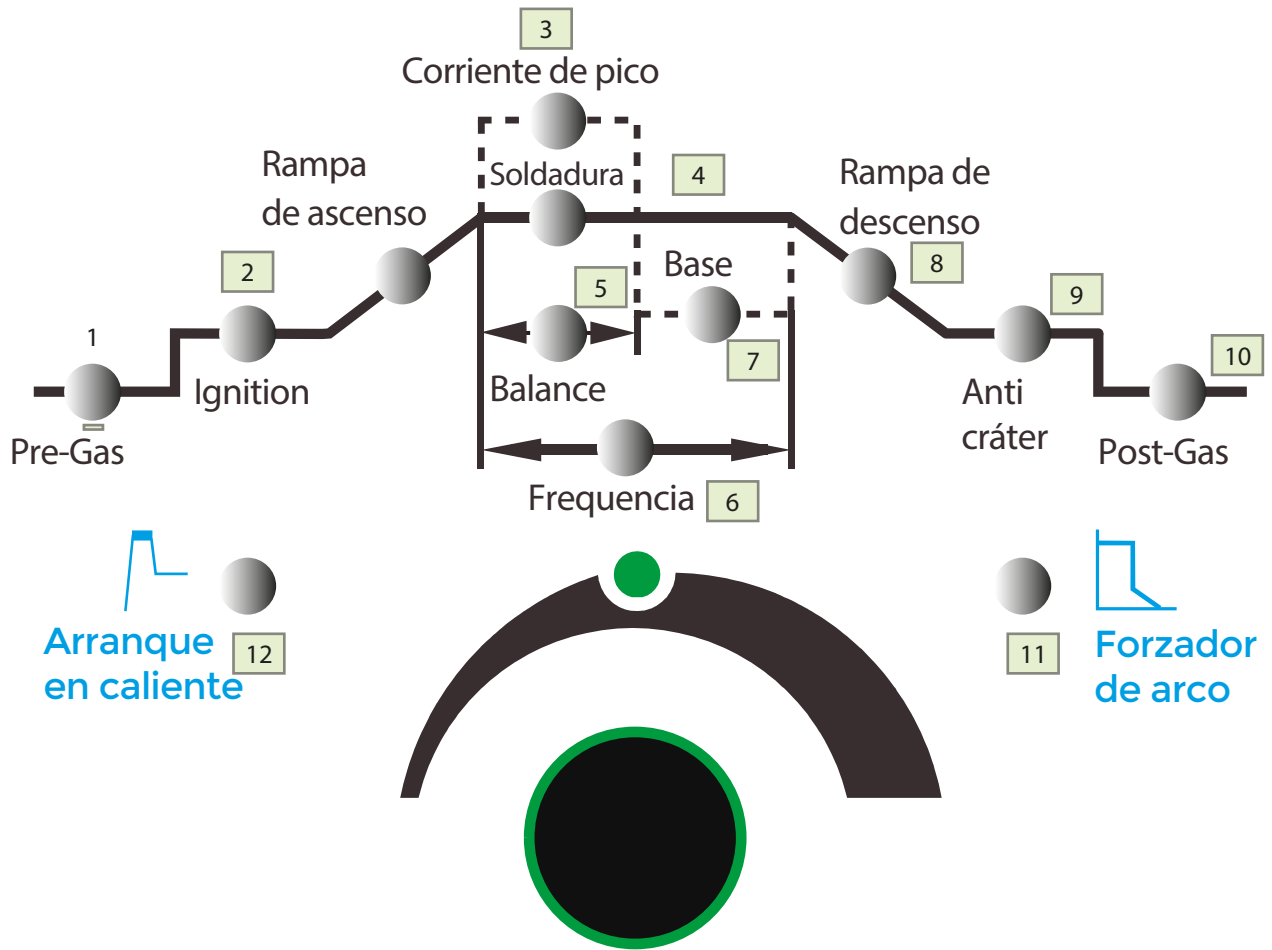 3
Corriente de pico
Rampa
de ascenso
Soldadura
4
Rampa de
descenso
2
Base
8
5
9
1
7
10
Ignition
Balance
Anti
cráter
Pre-Gas
Post-Gas
Frequencia
6
Arranque
en caliente
12
11
Forzador
de arco